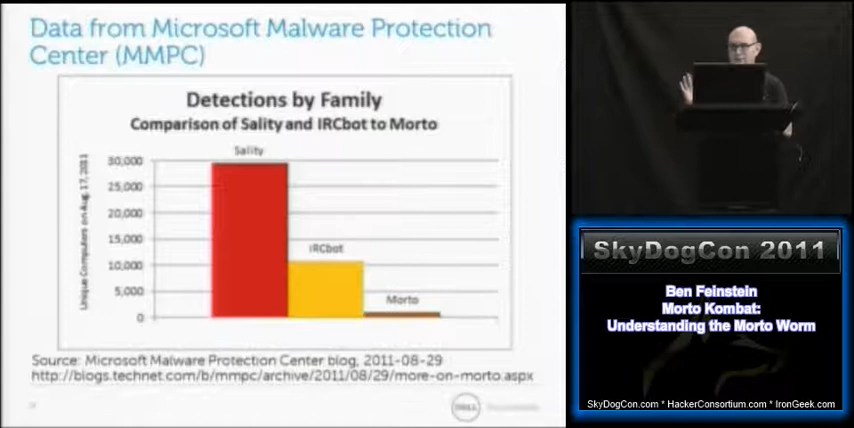 Data from Microsoft Malware Protection
Center (MMPC)
Detections by Family
Comparison of Sality and IRCbot to Morto
Unique Computers on Aug. 17, 2011
30,000
25,000
20,000
15,000
10,000
5,000
0
Sality
IRCbot
Morto
Source: Microsoft Malware Protection Center blog, 2011-08-29
http://blogs.technet.com/b/mmpc/archive/2011/08/29/more-on-morto.aspx
DELL
SkyDogCon 2011
Ben Feinstein
Morto Kombat:
Understanding the Morto Worm
SkyDogCon.com * HackerConsortium.com * IronGeek.com